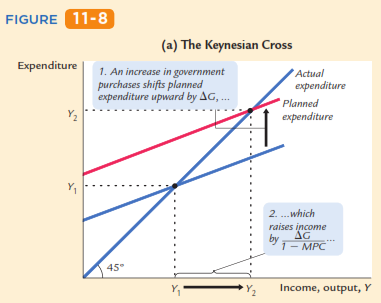 FIGURE 11-8
(a) The Keynesian Cross
Expenditure
1. An increase in government
purchases shifts planned
expenditure upward by ΔG, ...
Actual
expenditure
Planned
expenditure
Y₂
Y₁
2. ...which
raises income
by ΔG / 1 − MPC ...
45°
Y₁
Y₂
Income, output, Y